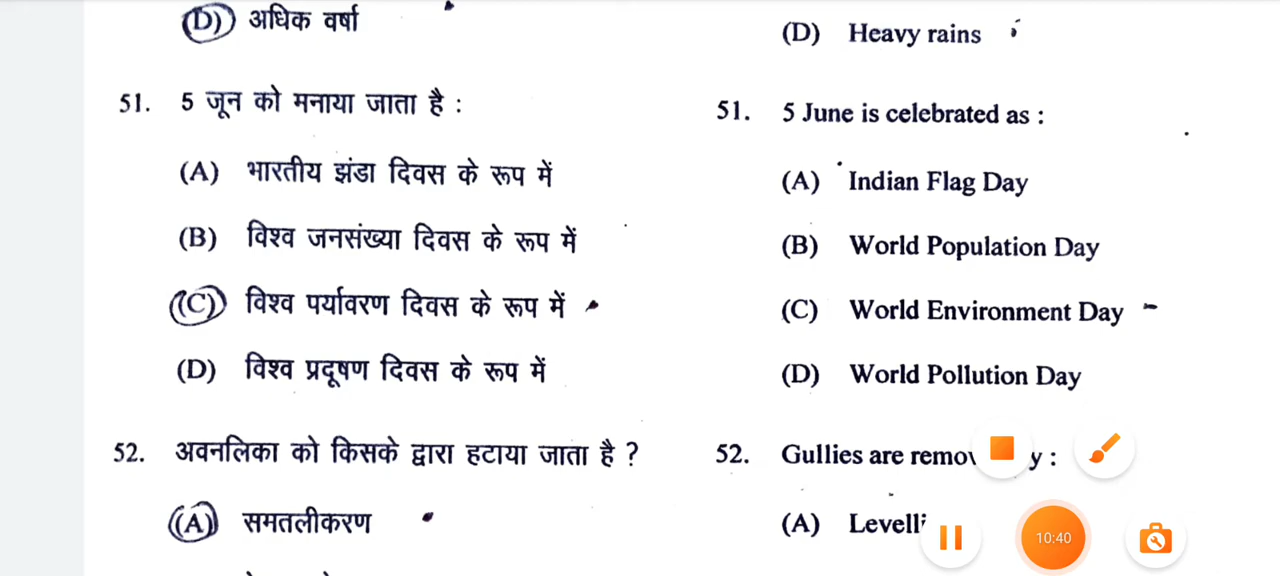 (D) अधिक वर्षा
51. 5 जून को मनाया जाता है :
(A) भारतीय झंडा दिवस के रूप में
(B) विश्व जनसंख्या दिवस के रूप में
(C) विश्व पर्यावरण दिवस के रूप में
(D) विश्व प्रदूषण दिवस के रूप में
52. अवनलिका को किसके द्वारा हटाया जाता है ?
(A) समतलीकरण
(D) Heavy rains
51. 5 June is celebrated as :
(A) Indian Flag Day
(B) World Population Day
(C) World Environment Day
(D) World Pollution Day
52. Gullies are
(A)
10:40